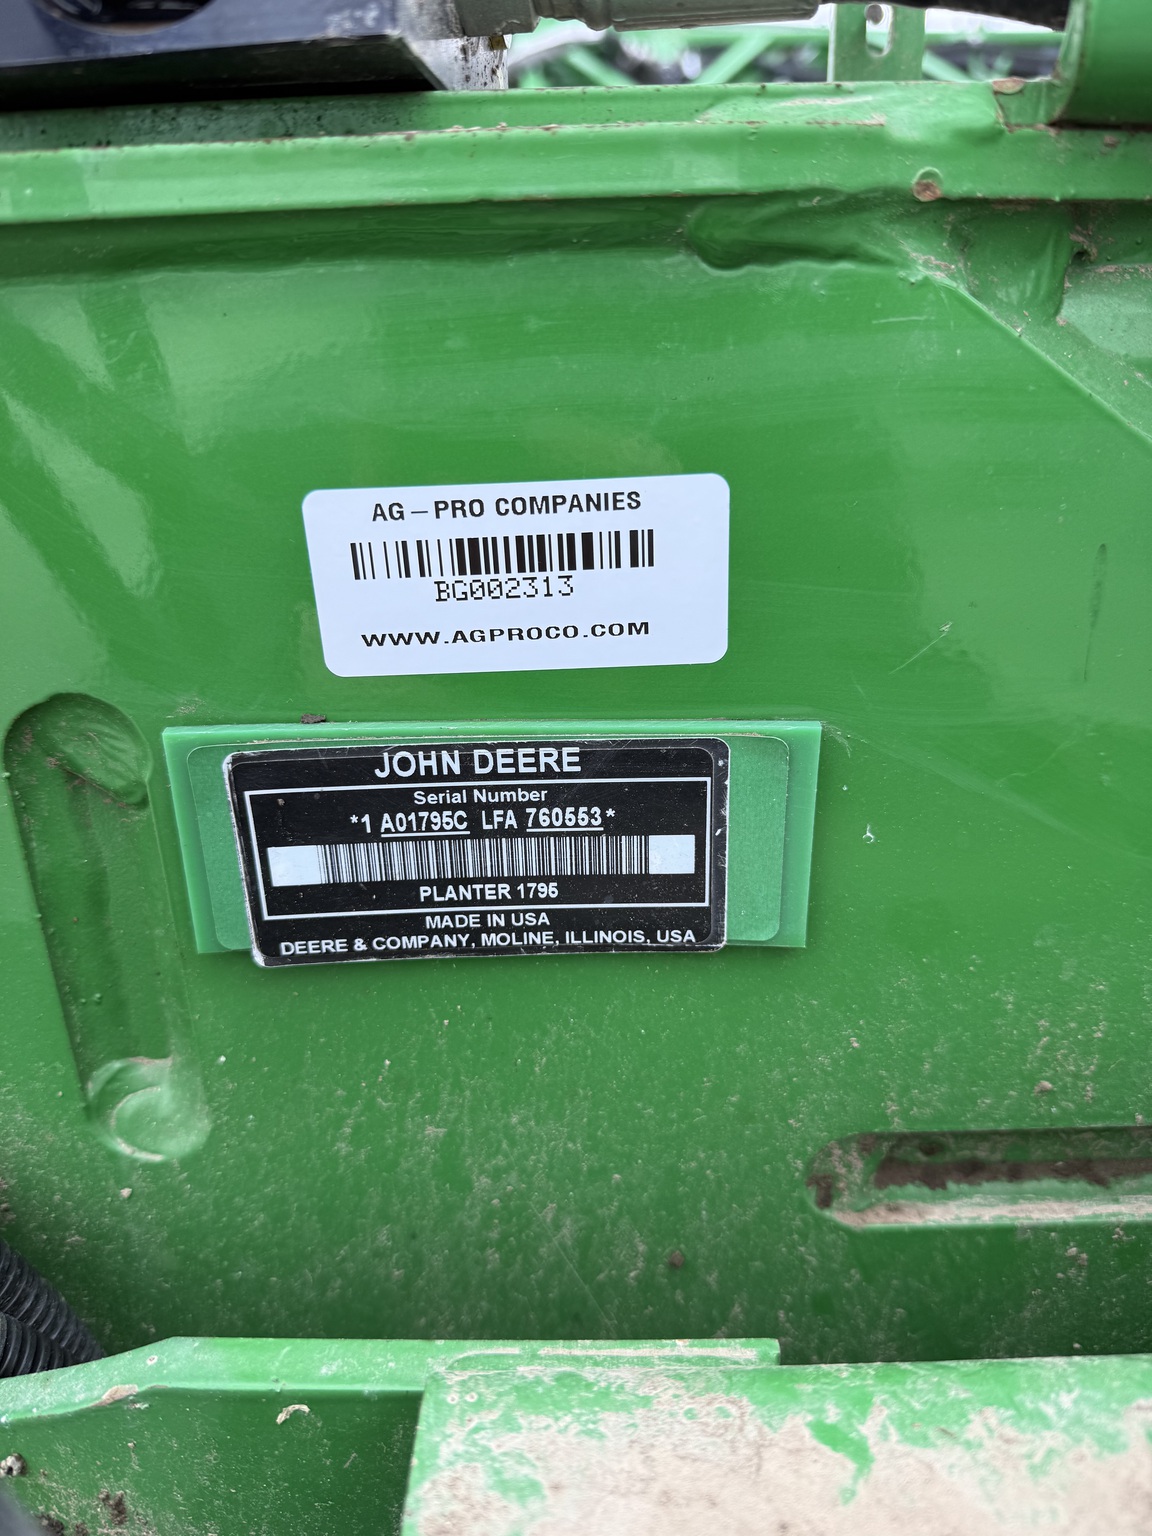 AG-PRO COMPANIES
BG002313
WWW.AGPROCO.COM
JOHN DEERE
Serial Number
*1 A01795C LFA 760553*
PLANTER 1795
MADE IN USA
DEERE & COMPANY, MOLINE, ILLINOIS, USA